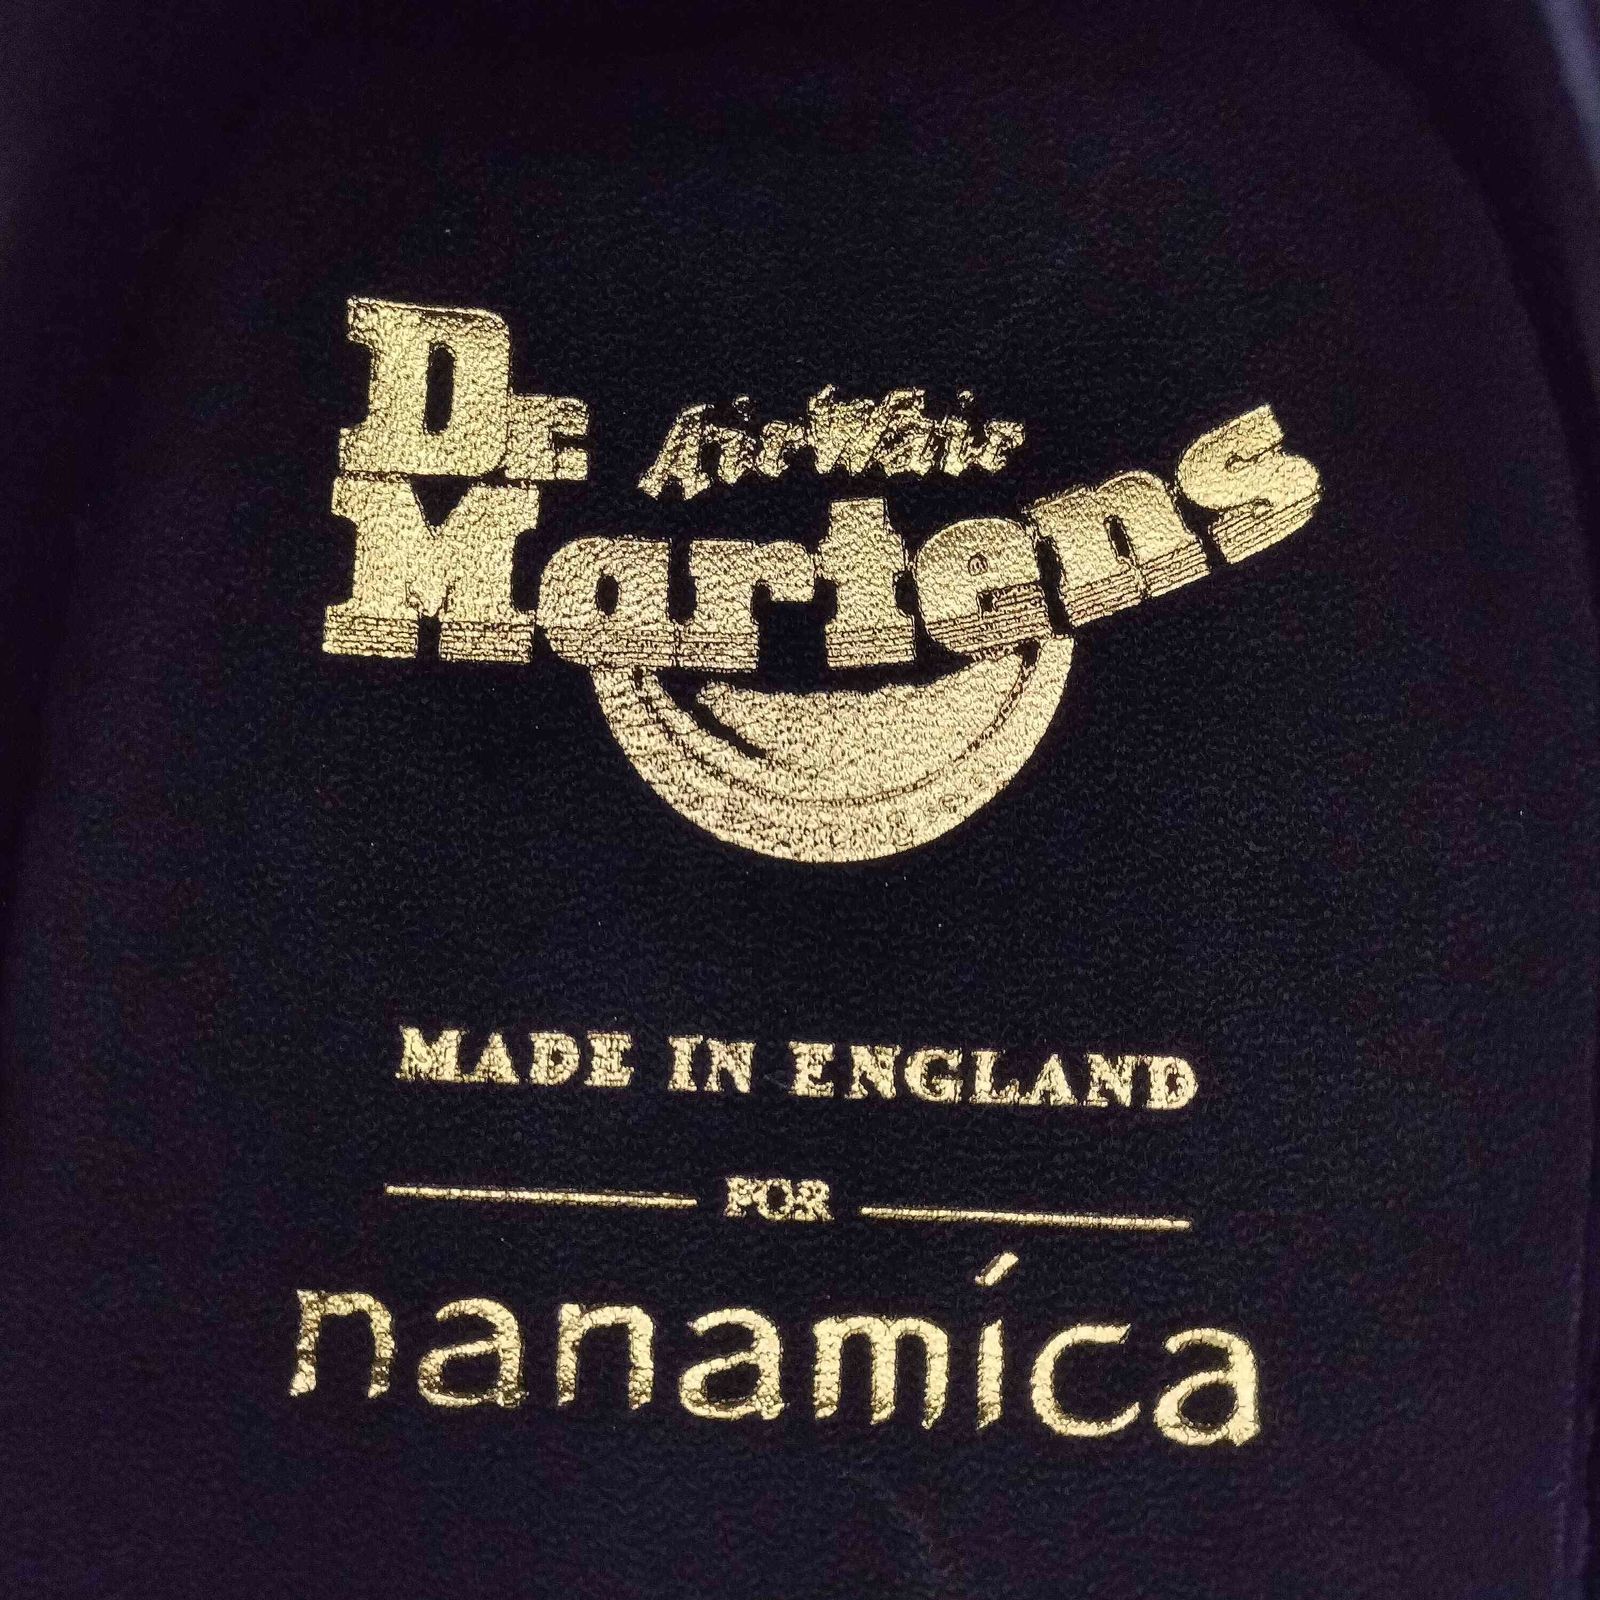 Dr.
AirWair
Martens
MADE IN ENGLAND
FOR
nanamíca